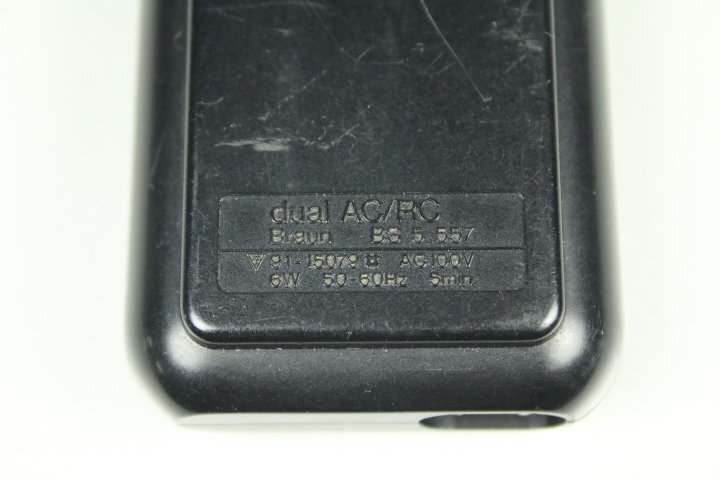 dual AC/RC
Braun BS 5 557
▽ 91-15079 AC100V
6W 50-60Hz 5min.